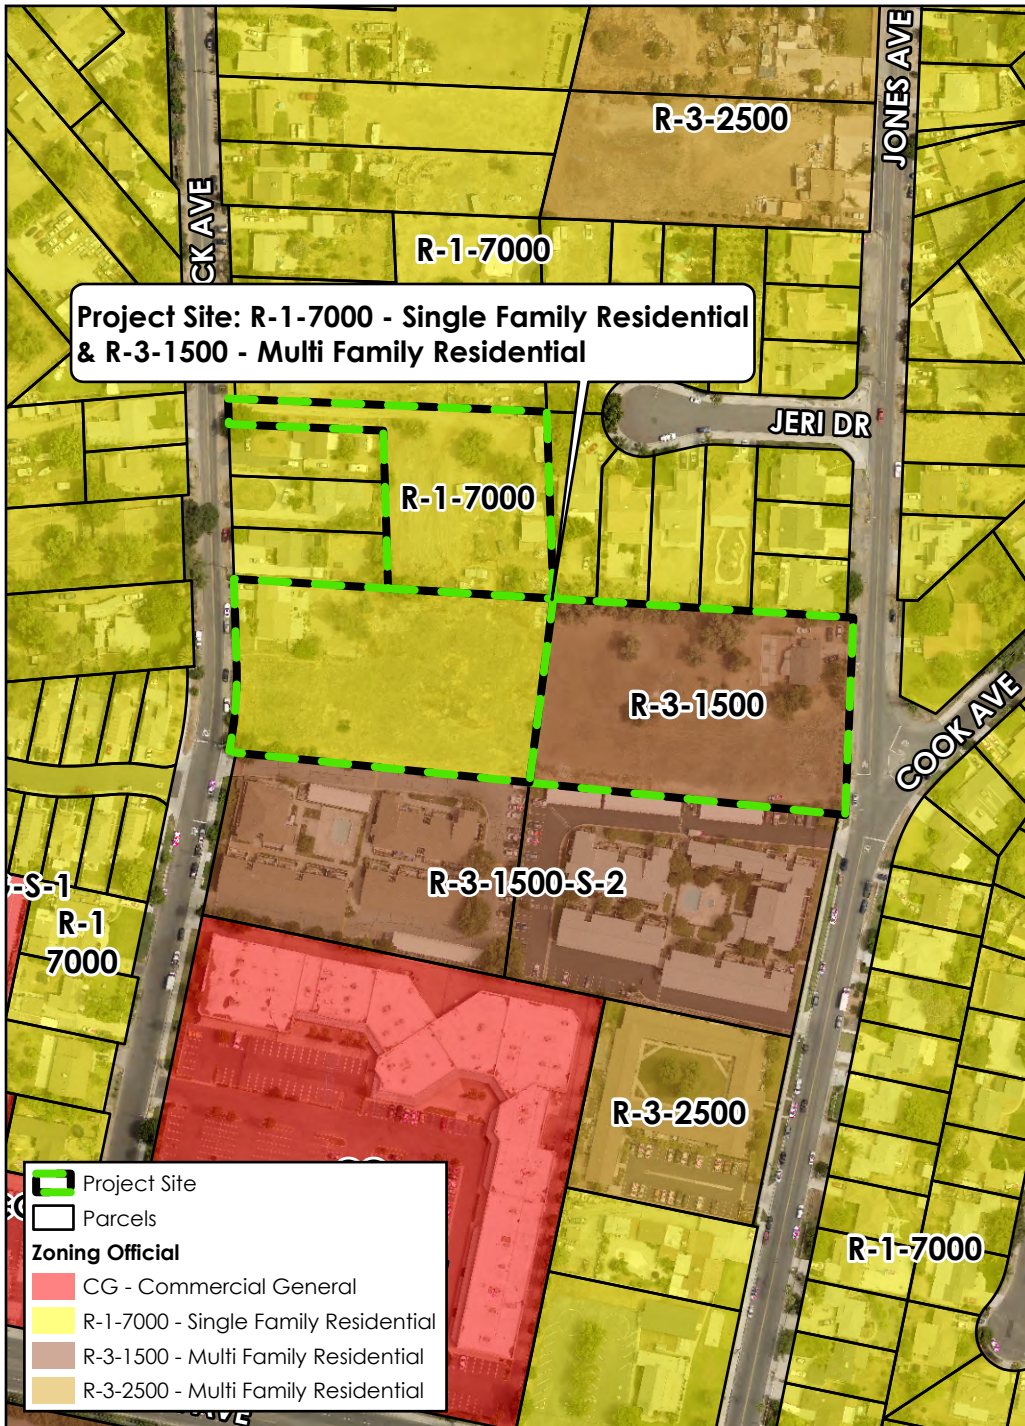 JONES AVE
R-3-2500
CK AVE
R-1-7000
Project Site: R-1-7000 - Single Family Residential
& R-3-1500 - Multi Family Residential
JERI DR
R-1-7000
R-3-1500
COOK AVE
R-3-1500-S-2
-S-1
R-1
7000
R-3-2500
R-1-7000
Project Site
Parcels
Zoning Official
CG - Commercial General
R-1-7000 - Single Family Residential
R-3-1500 - Multi Family Residential
R-3-2500 - Multi Family Residential
AVE